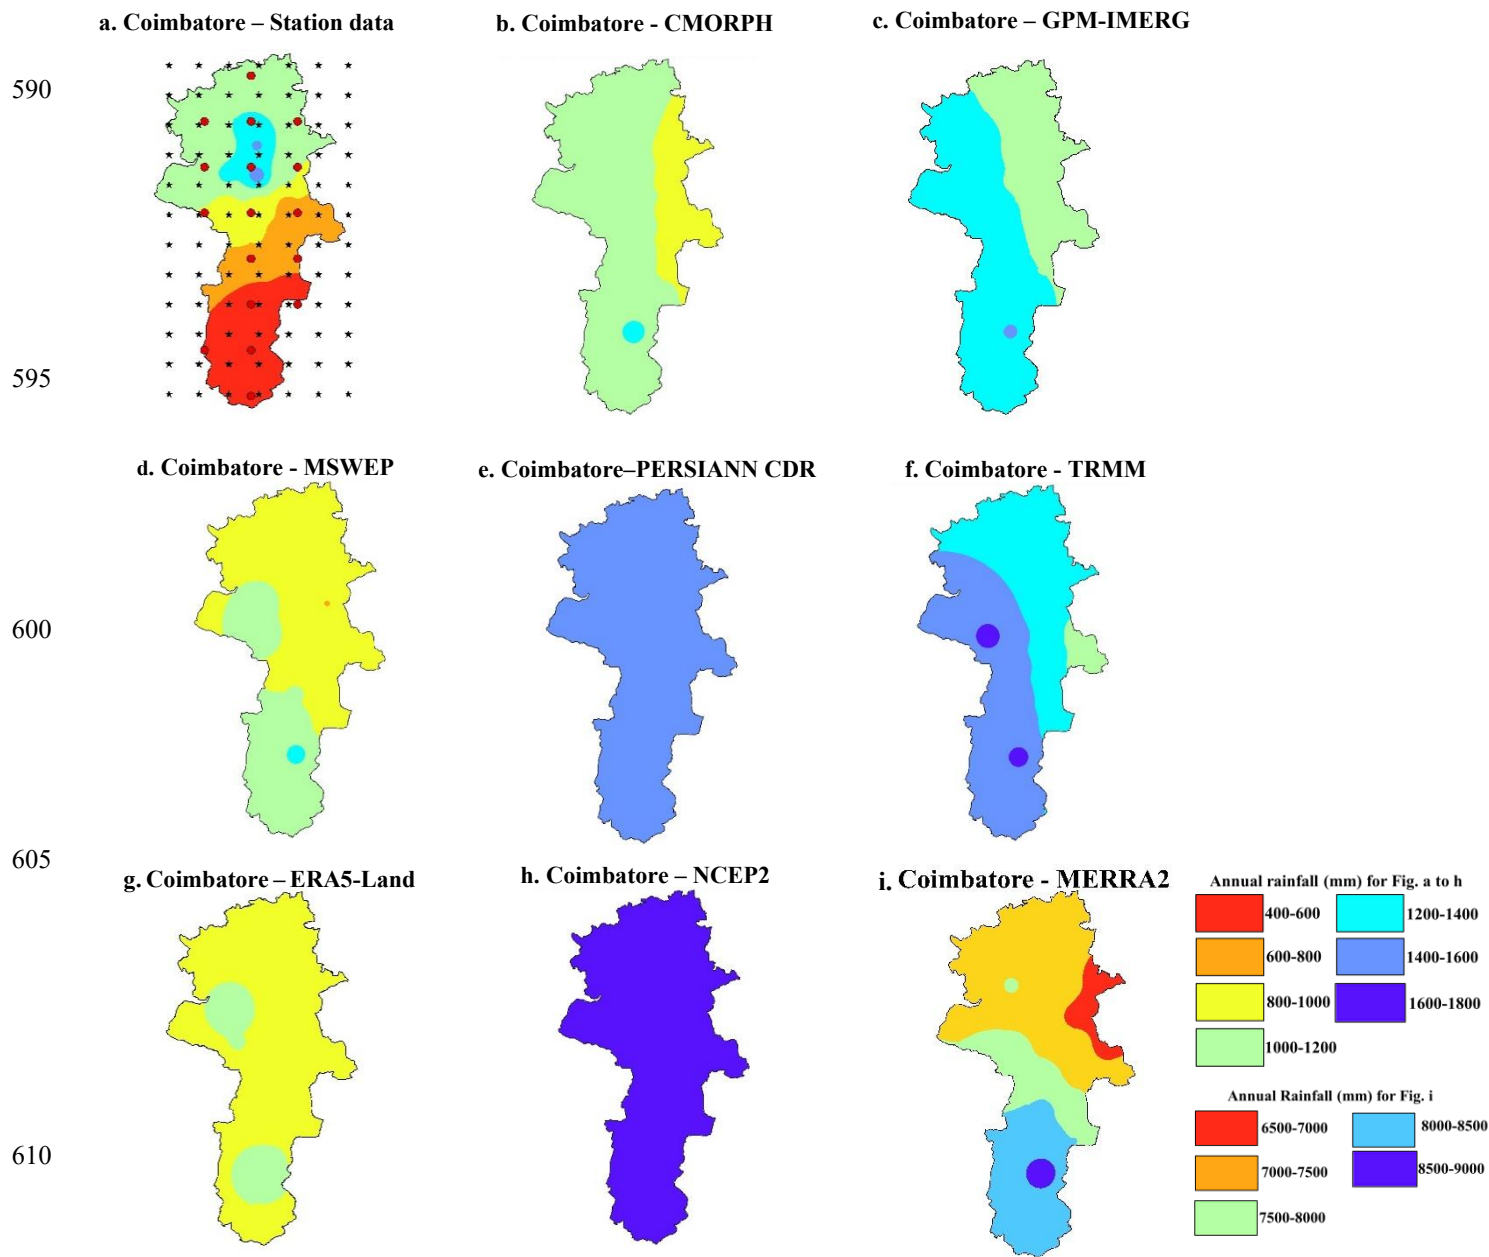 a. Coimbatore – Station data
b. Coimbatore - CMORPH
c. Coimbatore – GPM-IMERG
590
595
d. Coimbatore - MSWEP
e. Coimbatore–PERSIANN CDR
f. Coimbatore - TRMM
600
605
g. Coimbatore – ERA5-Land
h. Coimbatore – NCEP2
i. Coimbatore - MERRA2
610
Annual rainfall (mm) for Fig. a to h
400-600
1200-1400
600-800
1400-1600
800-1000
1600-1800
1000-1200
Annual Rainfall (mm) for Fig. i
6500-7000
8000-8500
7000-7500
8500-9000
7500-8000